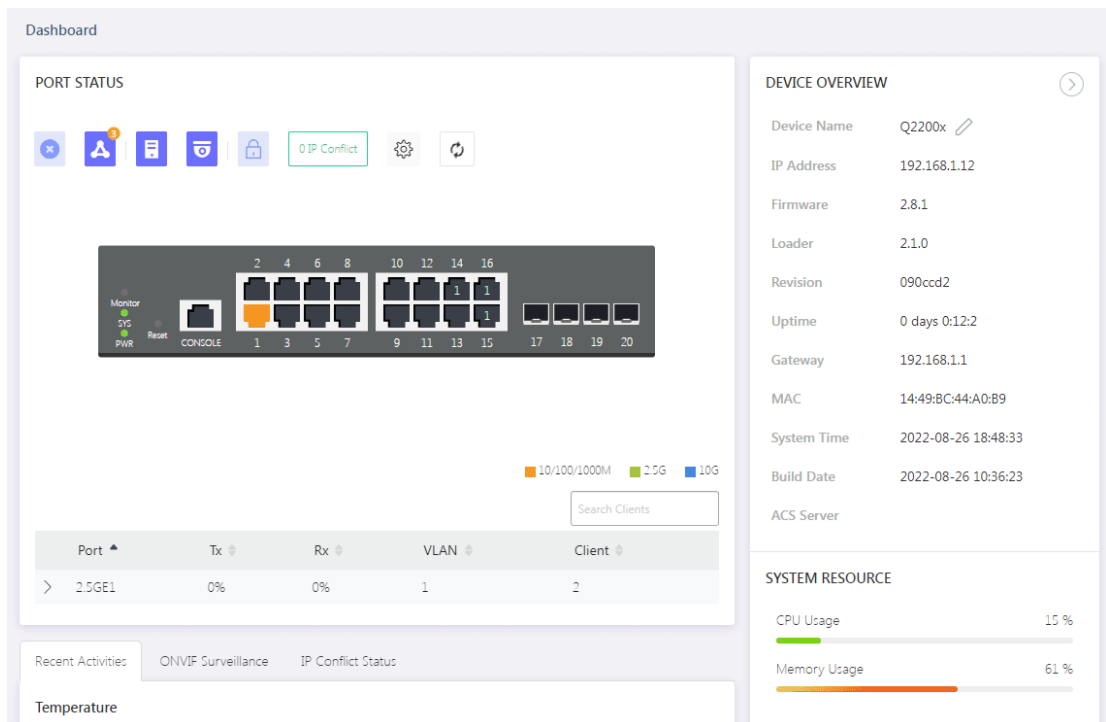 Dashboard
PORT STATUS
3
0 IP Conflict
2 4 6 8 10 12 14 16
1 1
1
Monitor
SYS
PWR
Reset
CONSOLE
1 3 5 7 9 11 13 15 17 18 19 20
10/100/1000M 2.5G 10G
Search Clients
Port Tx Rx VLAN Client
2.5GE1 0% 0% 1 2
Recent Activities ONVIF Surveillance IP Conflict Status
Temperature
DEVICE OVERVIEW
Device Name Q2200x
IP Address 192.168.1.12
Firmware 2.8.1
Loader 2.1.0
Revision 090ccd2
Uptime 0 days 0:12:2
Gateway 192.168.1.1
MAC 14:49:BC:44:A0:B9
System Time 2022-08-26 18:48:33
Build Date 2022-08-26 10:36:23
ACS Server
SYSTEM RESOURCE
CPU Usage 15 %
Memory Usage 61 %